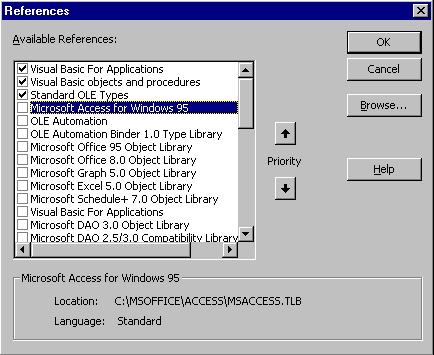 References
Available References:
OK
Visual Basic For Applications
Visual Basic objects and procedures
Cancel
Standard OLE Types
Microsoft Access for Windows 95
Browse...
OLE Automation
OLE Automation Binder 1.0 Type Library
Microsoft Office 95 Object Library
Microsoft Office 8.0 Object Library
Priority
Microsoft Graph 5.0 Object Library
Help
Microsoft Excel 5.0 Object Library
Microsoft Schedule+ 7.0 Object Library
Visual Basic For Applications
Microsoft DAO 3.0 Object Library
Microsoft DAO 2.5/3.0 Compatibility Library
Microsoft Access for Windows 95
Location: C:\MSOFFICE\ACCESS\MSACCESS.TLB
Language: Standard